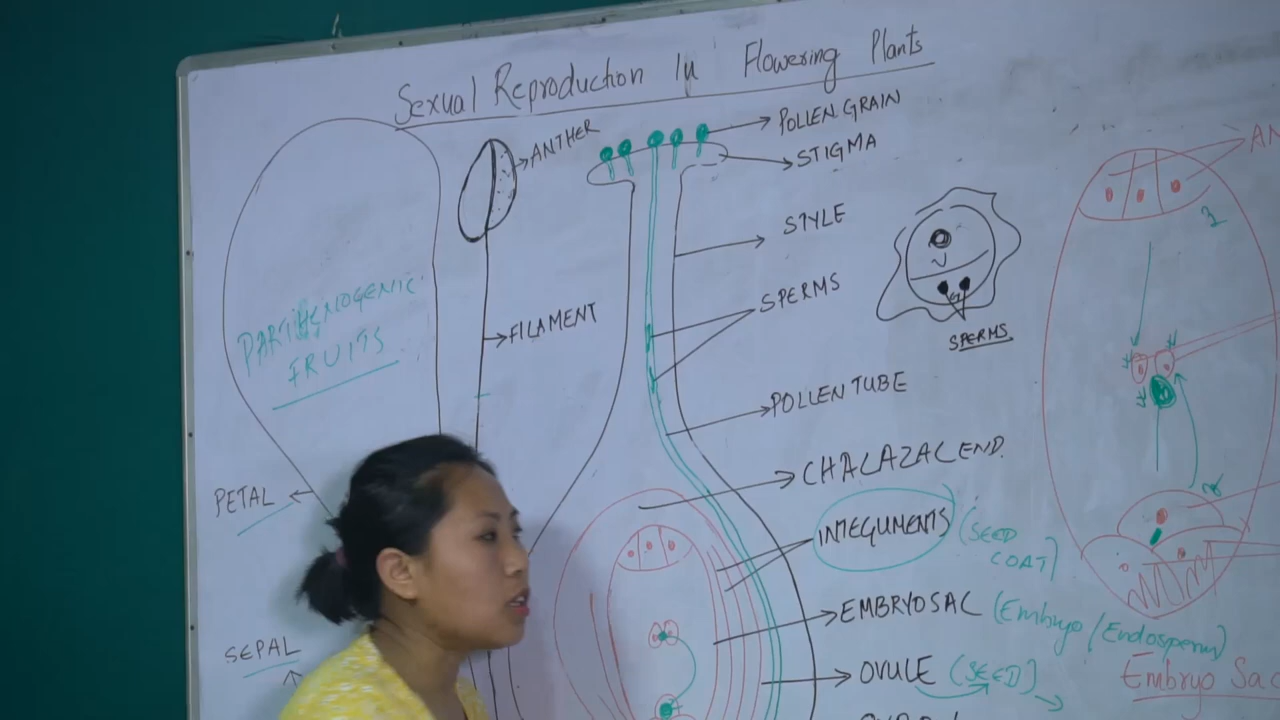 Sexual Reproduction In Flowering Plants
ANTHER
POLLEN GRAIN
STIGMA
STYLE
PARTHENOGENIC
FRUITS
SPERMS
FILAMENT
SPERMS
POLLEN TUBE
CHALAZAL END
PETAL
INTEGUMENTS (SEED
COAT)
EMBRYOSAC (Embryo/Endosperm)
SEPAL
OVULE (SEED)
Embryo Sac